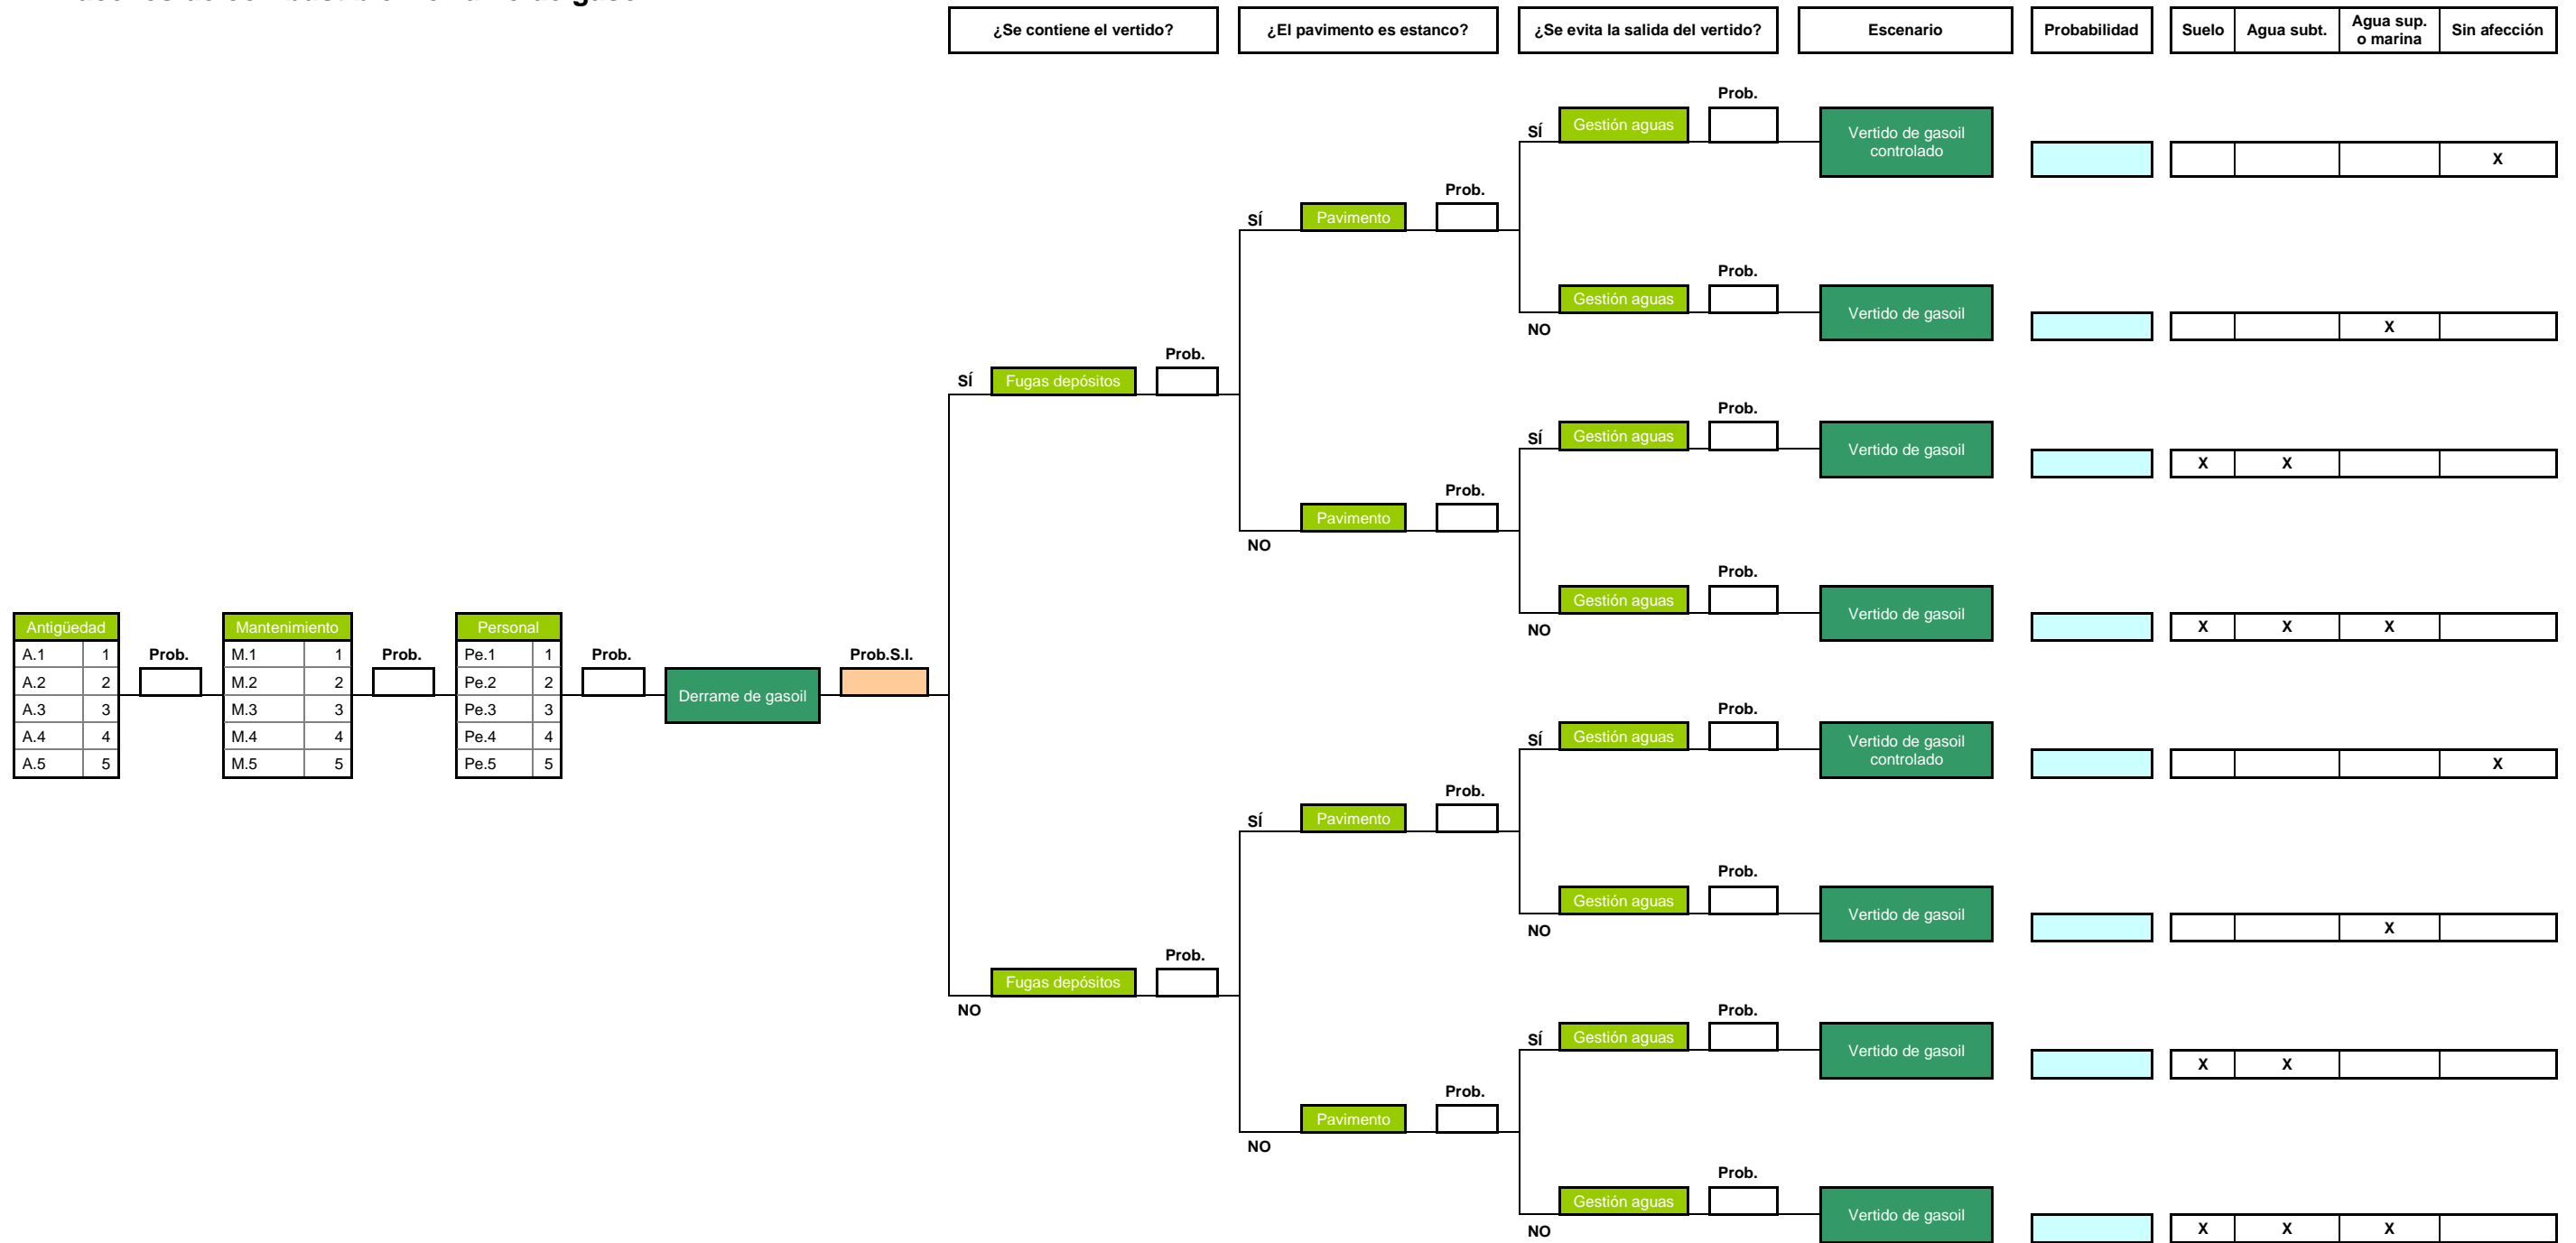 ¿Se contiene el vertido?
¿El pavimento es estanco?
¿Se evita la salida del vertido?
Escenario
Probabilidad
Suelo
Agua subt.
Agua sup.
o marina
Sin afección
Prob.
SÍ
Gestión aguas
Vertido de gasoil
controlado
X
Prob.
SÍ
Pavimento
Prob.
Gestión aguas
NO
Vertido de gasoil
X
Prob.
SÍ
Fugas depósitos
Prob.
SÍ
Gestión aguas
Vertido de gasoil
X
X
Prob.
Pavimento
NO
Prob.
Gestión aguas
NO
Vertido de gasoil
X
X
X
Antigüedad
A.1 1
A.2 2
A.3 3
A.4 4
A.5 5
Prob.
Mantenimiento
M.1 1
M.2 2
M.3 3
M.4 4
M.5 5
Prob.
Personal
Pe.1 1
Pe.2 2
Pe.3 3
Pe.4 4
Pe.5 5
Prob.
Derrame de gasoil
Prob.S.I.
Prob.
SÍ
Gestión aguas
Vertido de gasoil
controlado
X
Prob.
SÍ
Pavimento
Prob.
Gestión aguas
NO
Vertido de gasoil
X
Prob.
Fugas depósitos
NO
Prob.
SÍ
Gestión aguas
Vertido de gasoil
X
X
Prob.
Pavimento
NO
Prob.
Gestión aguas
NO
Vertido de gasoil
X
X
X